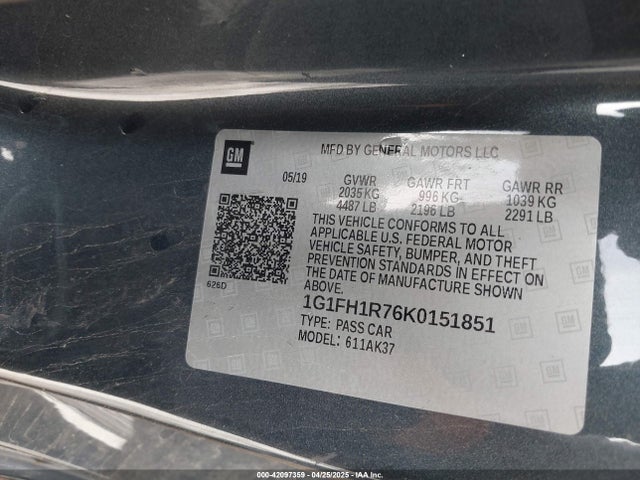 GM
MFD BY GENERAL MOTORS LLC
05/19
GVWR GAWR FRT GAWR RR
2035 KG 996 KG 1039 KG
4487 LB 2196 LB 2291 LB
THIS VEHICLE CONFORMS TO ALL
APPLICABLE U.S. FEDERAL MOTOR
VEHICLE SAFETY, BUMPER, AND THEFT
PREVENTION STANDARDS IN EFFECT ON
THE DATE OF MANUFACTURE SHOWN
ABOVE.
626D
1G1FH1R76K0151851
TYPE: PASS CAR
MODEL: 611AK37
000-42097359 - 04/25/2025 - IAA Inc.